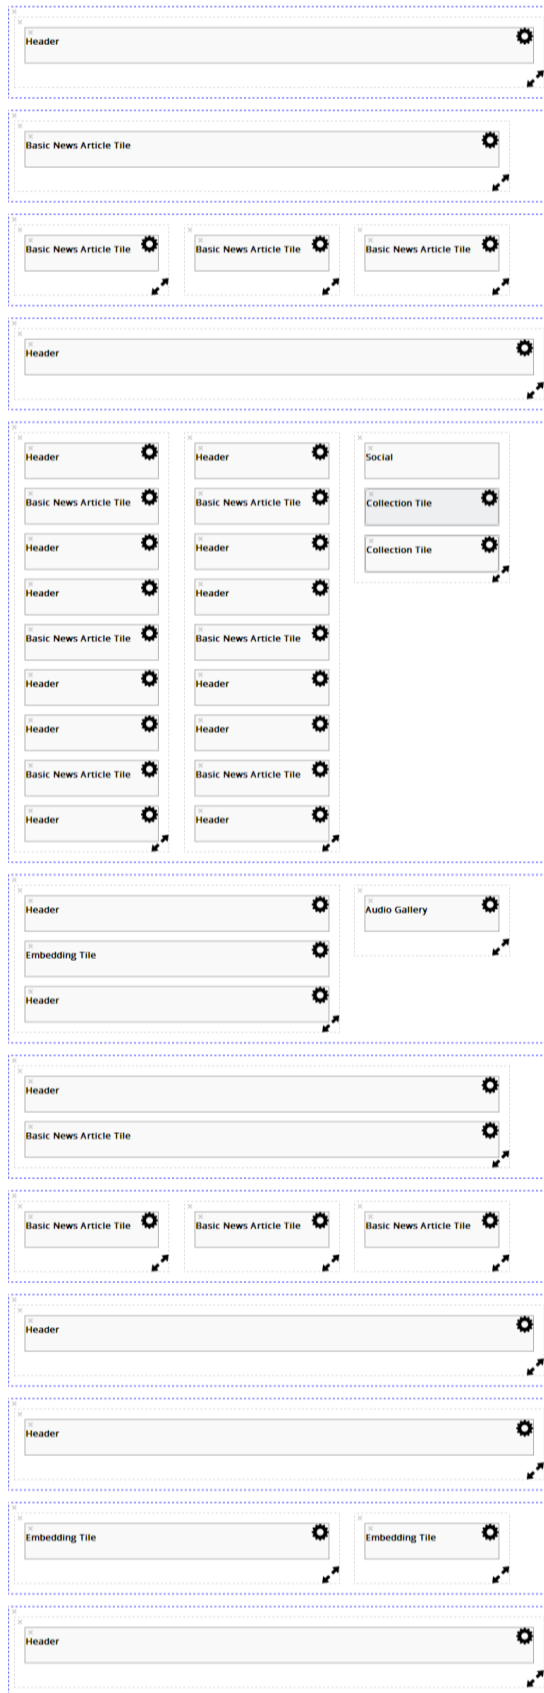 Header
Basic News Article Tile
Basic News Article Tile Basic News Article Tile Basic News Article Tile
Header
Header Header Social
Basic News Article Tile Basic News Article Tile Collection Tile
Header Header Collection Tile
Header Header
Basic News Article Tile Basic News Article Tile
Header Header
Header Header
Basic News Article Tile Basic News Article Tile
Header Header
Header Audio Gallery
Embedding Tile
Header
Header
Basic News Article Tile
Basic News Article Tile Basic News Article Tile Basic News Article Tile
Header
Header
Embedding Tile Embedding Tile
Header